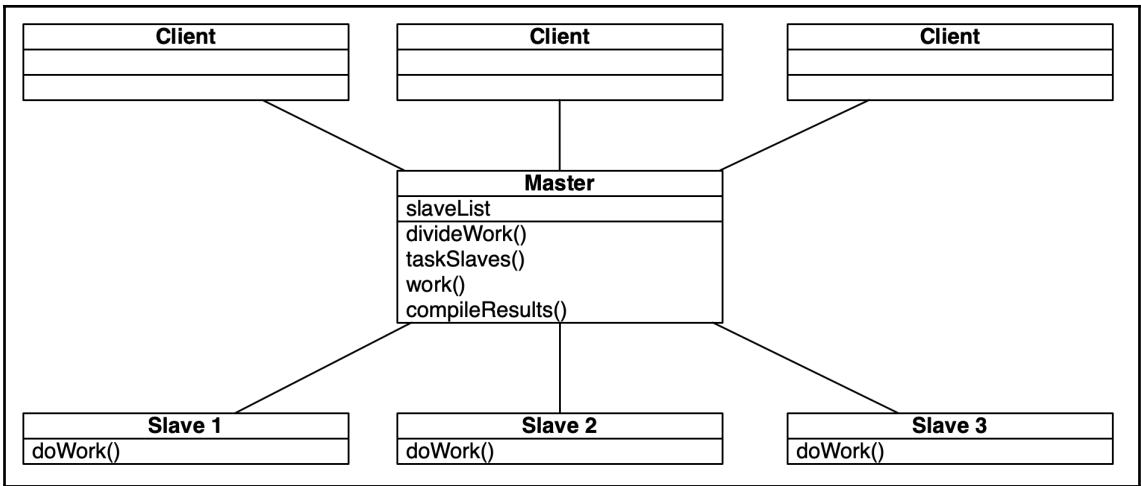 Client
Client
Client
Master
slaveList
divideWork()
taskSlaves()
work()
compileResults()
Slave 1
doWork()
Slave 2
doWork()
Slave 3
doWork()